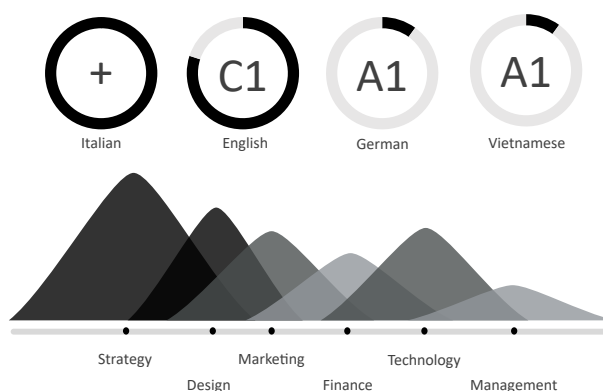 + C1 A1 A1
Italian English German Vietnamese
Strategy Marketing Technology
Design Finance Management